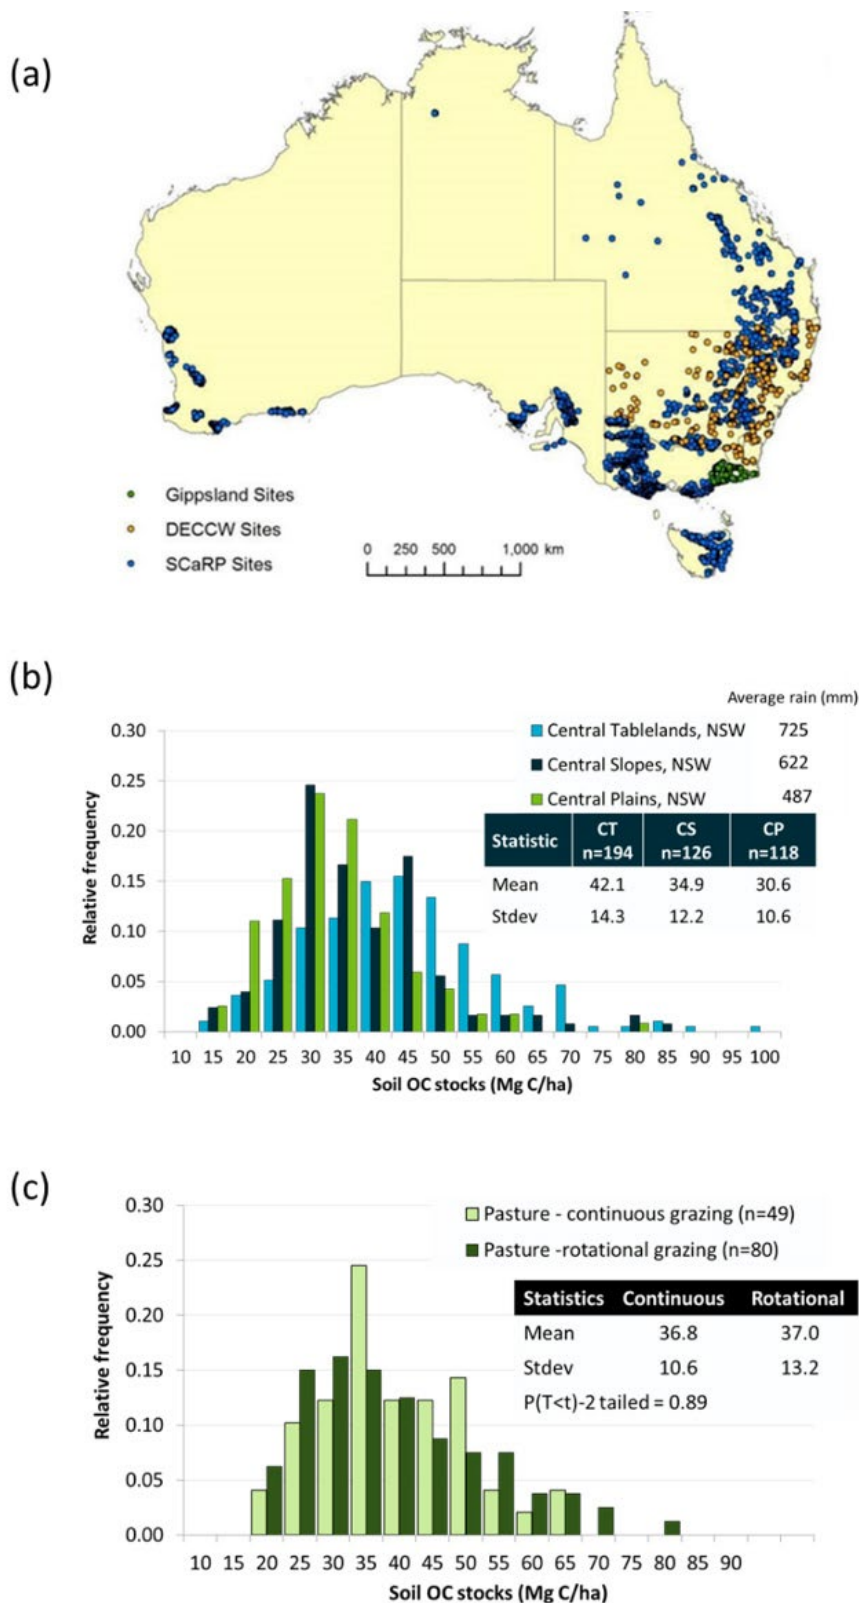 (a)
Gippsland Sites
DECCW Sites
SCaRP Sites
0 250 500 1,000 km
(b)
Average rain (mm)
Central Tablelands, NSW 725
Central Slopes, NSW 622
Central Plains, NSW 487
Statistic CT n=194 CS n=126 CP n=118
Mean 42.1 34.9 30.6
Stdev 14.3 12.2 10.6
Relative frequency
0.30
0.25
0.20
0.15
0.10
0.05
0.00
10 15 20 25 30 35 40 45 50 55 60 65 70 75 80 85 90 95 100
Soil OC stocks (Mg C/ha)
(c)
Pasture - continuous grazing (n=49)
Pasture -rotational grazing (n=80)
Statistics Continuous Rotational
Mean 36.8 37.0
Stdev 10.6 13.2
P(T<t)-2 tailed = 0.89
Relative frequency
0.30
0.25
0.20
0.15
0.10
0.05
0.00
10 15 20 25 30 35 40 45 50 55 60 65 70 75 80 85 90
Soil OC stocks (Mg C/ha)